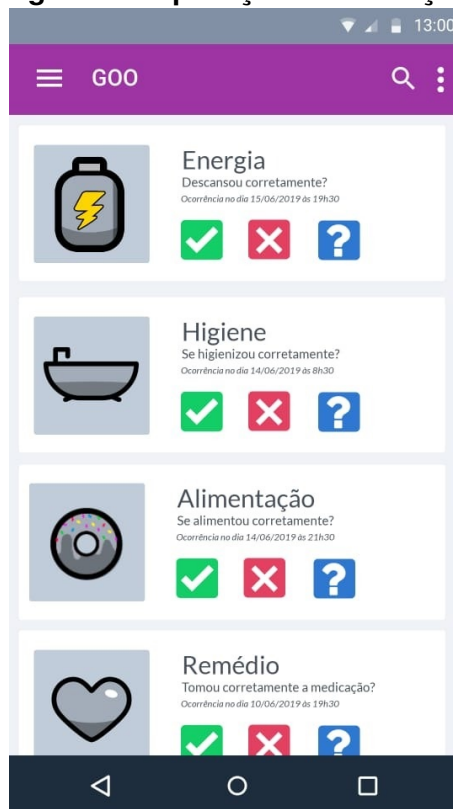 13:00
GOO
Energia
Descansou corretamente?
Ocorrência no dia 15/06/2019 às 19h30
?
Higiene
Se higienizou corretamente?
Ocorrência no dia 14/06/2019 às 8h30
?
Alimentação
Se alimentou corretamente?
Ocorrência no dia 14/06/2019 às 21h30
?
Remédio
Tomou corretamente a medicação?
Ocorrência no dia 10/06/2019 às 19h30
?